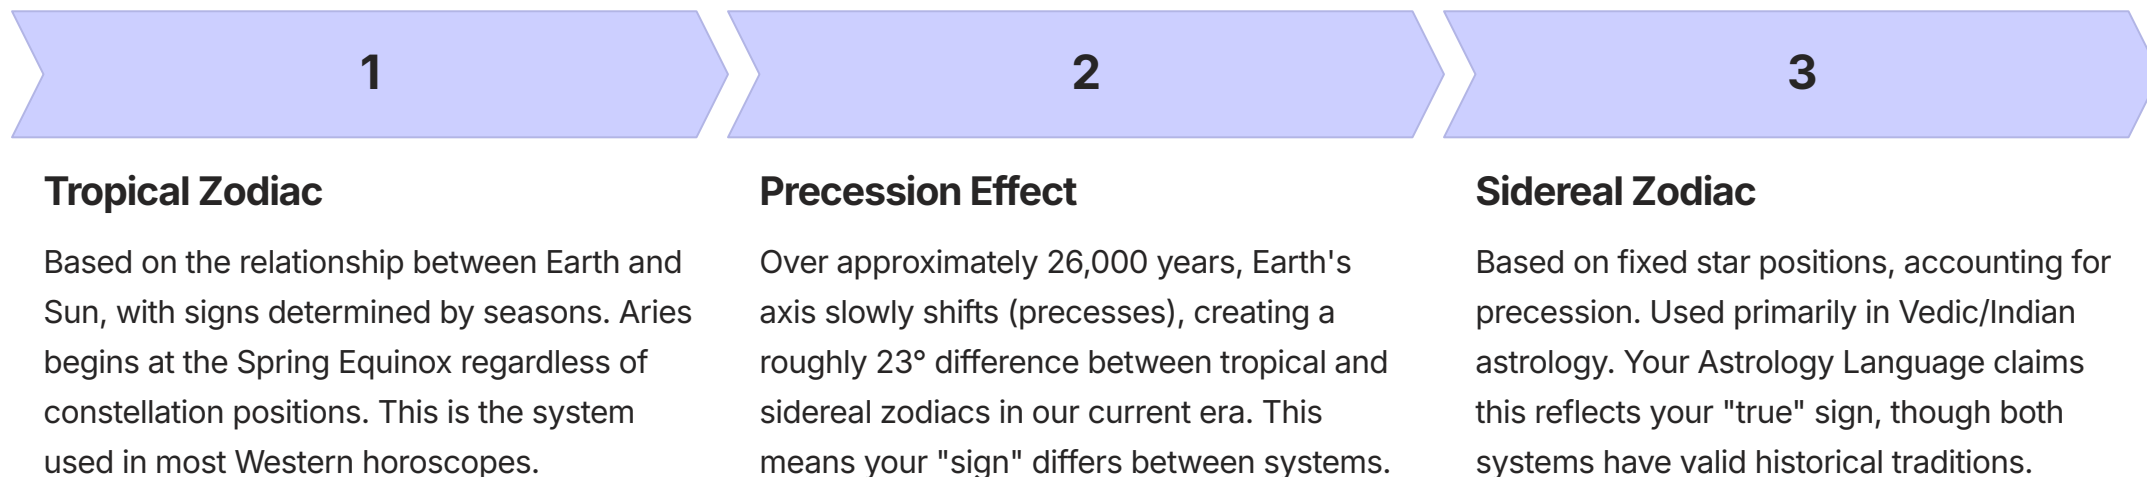 1
Tropical Zodiac
Based on the relationship between Earth and
Sun, with signs determined by seasons. Aries
begins at the Spring Equinox regardless of
constellation positions. This is the system
used in most Western horoscopes.
2
Precession Effect
Over approximately 26,000 years, Earth's
axis slowly shifts (precesses), creating a
roughly 23° difference between tropical and
sidereal zodiacs in our current era. This
means your "sign" differs between systems.
3
Sidereal Zodiac
Based on fixed star positions, accounting for
precession. Used primarily in Vedic/Indian
astrology. Your Astrology Language claims
this reflects your "true" sign, though both
systems have valid historical traditions.